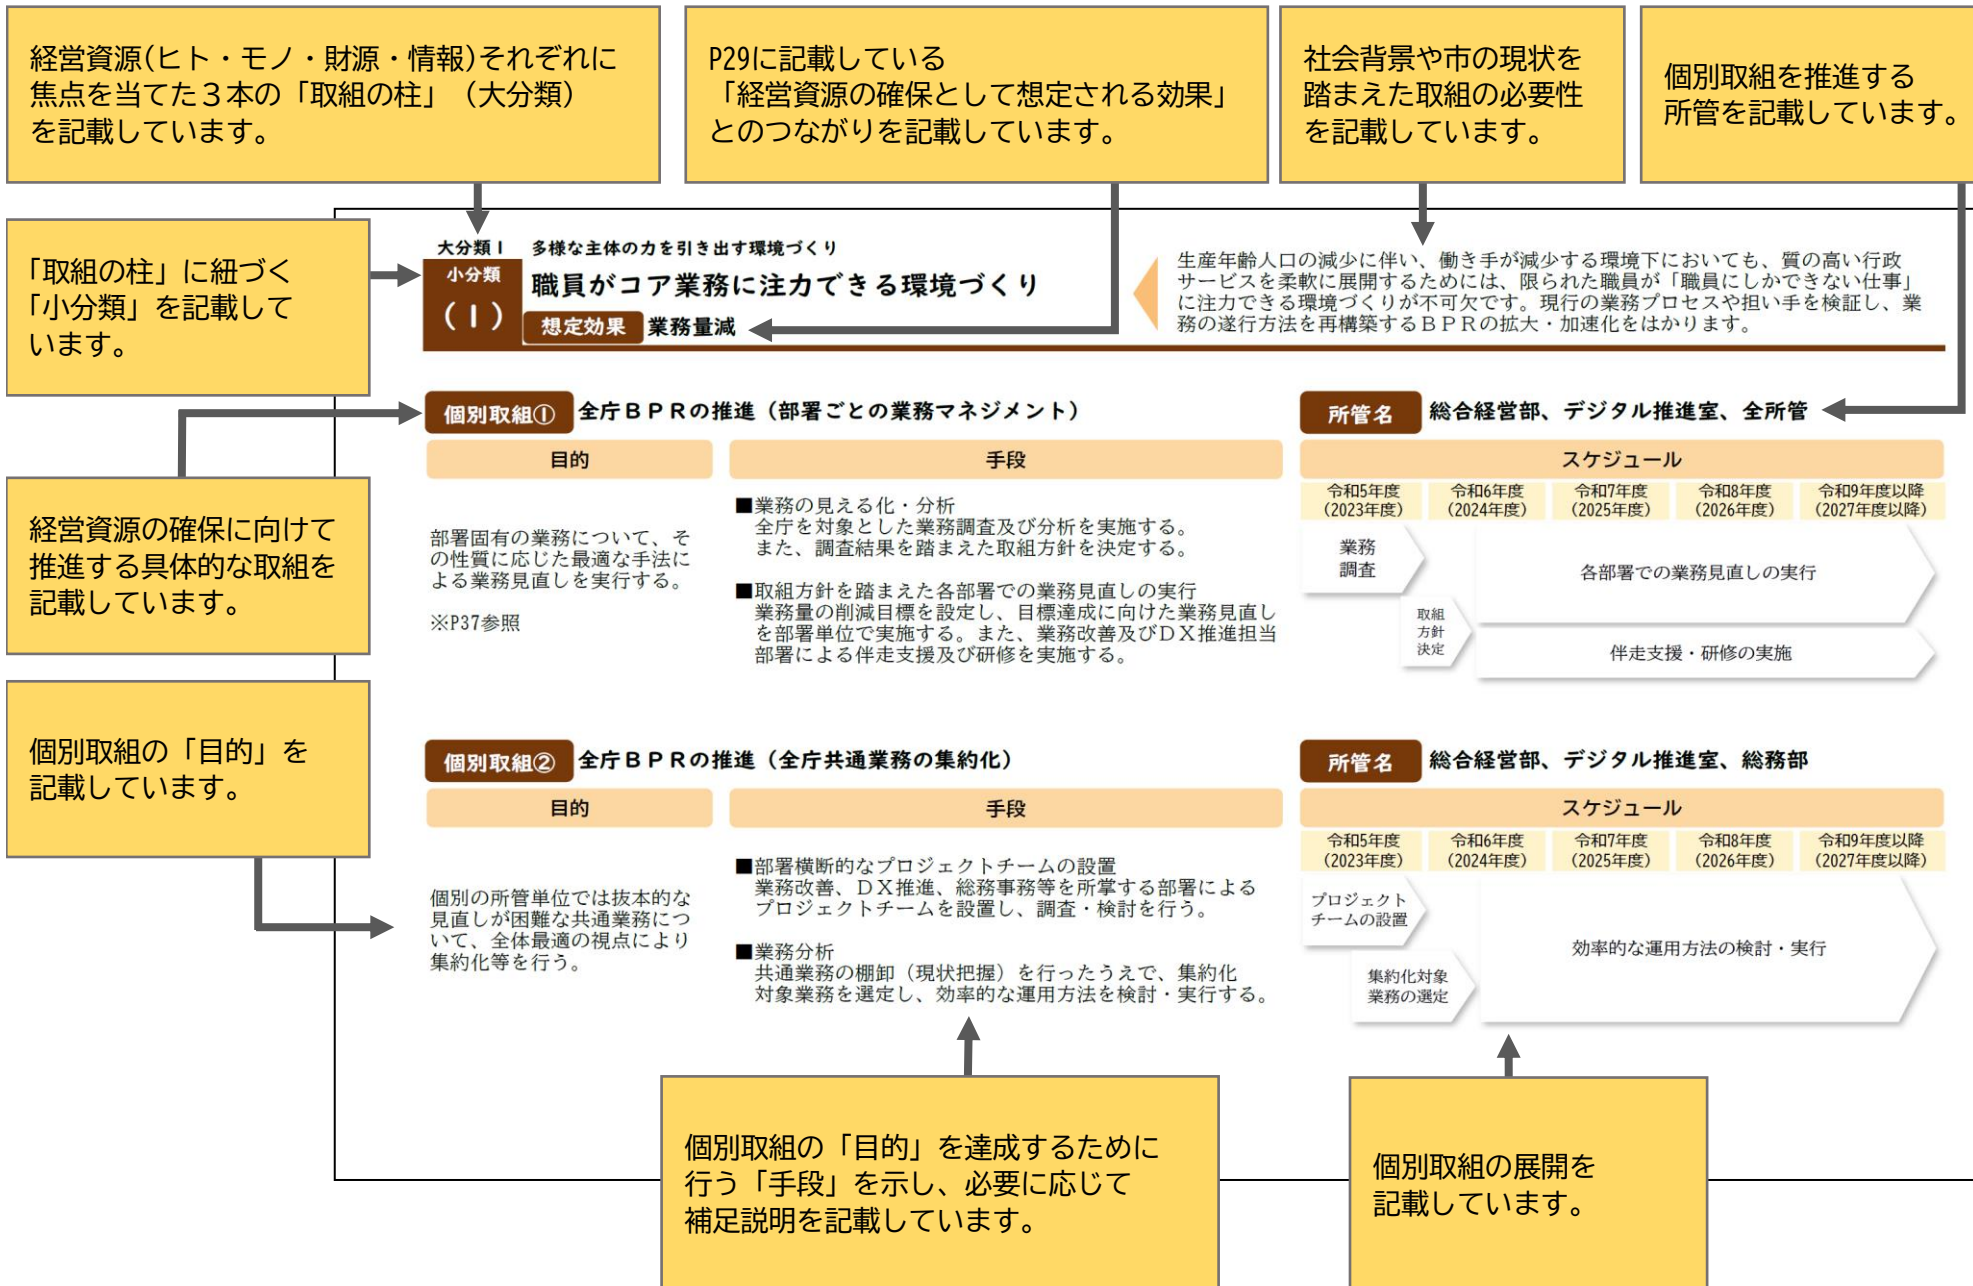 経営資源(ヒト・モノ・財源・情報)それぞれに
焦点を当てた３本の「取組の柱」（大分類）
を記載しています。
P29に記載している
「経営資源の確保として想定される効果」
とのつながりを記載しています。
社会背景や市の現状を
踏まえた取組の必要性
を記載しています。
個別取組を推進する
所管を記載しています。
「取組の柱」に紐づく
「小分類」を記載して
います。
大分類Ⅰ　多様な主体の力を引き出す環境づくり
小分類
（１）
職員がコア業務に注力できる環境づくり
想定効果　業務量減
生産年齢人口の減少に伴い、働き手が減少する環境下においても、質の高い行政
サービスを柔軟に展開するためには、限られた職員が「職員にしかできない仕事」
に注力できる環境づくりが不可欠です。現行の業務プロセスや担い手を検証し、業
務の遂行方法を再構築するＢＰＲの拡大・加速化をはかります。
個別取組①　全庁ＢＰＲの推進（部署ごとの業務マネジメント）
所管名　総合経営部、デジタル推進室、全所管
経営資源の確保に向けて
推進する具体的な取組を
記載しています。
目的
部署固有の業務について、そ
の性質に応じた最適な手法に
よる業務見直しを実行する。
※P37参照
手段
■業務の見える化・分析
全庁を対象とした業務調査及び分析を実施する。
また、調査結果を踏まえた取組方針を決定する。
■取組方針を踏まえた各部署での業務見直しの実行
業務量の削減目標を設定し、目標達成に向けた業務見直し
を部署単位で実施する。また、業務改善及びＤＸ推進担当
部署による伴走支援及び研修を実施する。
スケジュール
令和5年度　令和6年度　令和7年度　令和8年度　令和9年度以降
（2023年度）（2024年度）（2025年度）（2026年度）（2027年度以降）
業務
調査
取組
方針
決定
各部署での業務見直しの実行
伴走支援・研修の実施
個別取組の「目的」を
記載しています。
個別取組②　全庁ＢＰＲの推進（全庁共通業務の集約化）
所管名　総合経営部、デジタル推進室、総務部
目的
個別の所管単位では抜本的な
見直しが困難な共通業務につ
いて、全体最適の視点により
集約化等を行う。
手段
■部署横断的なプロジェクトチームの設置
業務改善、ＤＸ推進、総務事務等を所掌する部署による
プロジェクトチームを設置し、調査・検討を行う。
■業務分析
共通業務の棚卸（現状把握）を行ったうえで、集約化
対象業務を選定し、効率的な運用方法を検討・実行する。
スケジュール
令和5年度　令和6年度　令和7年度　令和8年度　令和9年度以降
（2023年度）（2024年度）（2025年度）（2026年度）（2027年度以降）
プロジェクト
チームの設置
集約化対象
業務の選定
効率的な運用方法の検討・実行
個別取組の「目的」を達成するために
行う「手段」を示し、必要に応じて
補足説明を記載しています。
個別取組の展開を
記載しています。